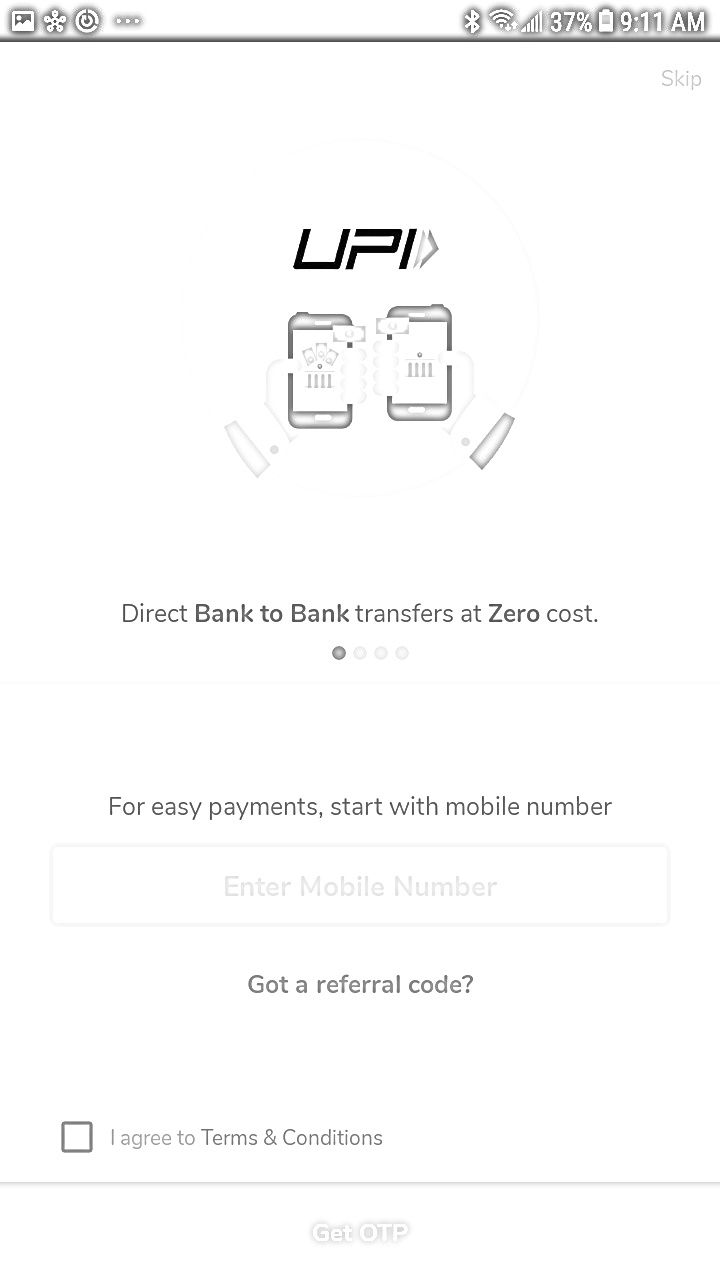 37% 9:11 AM
Skip
UPI
Direct Bank to Bank transfers at Zero cost.
For easy payments, start with mobile number
Enter Mobile Number
Got a referral code?
I agree to Terms & Conditions
Get OTP